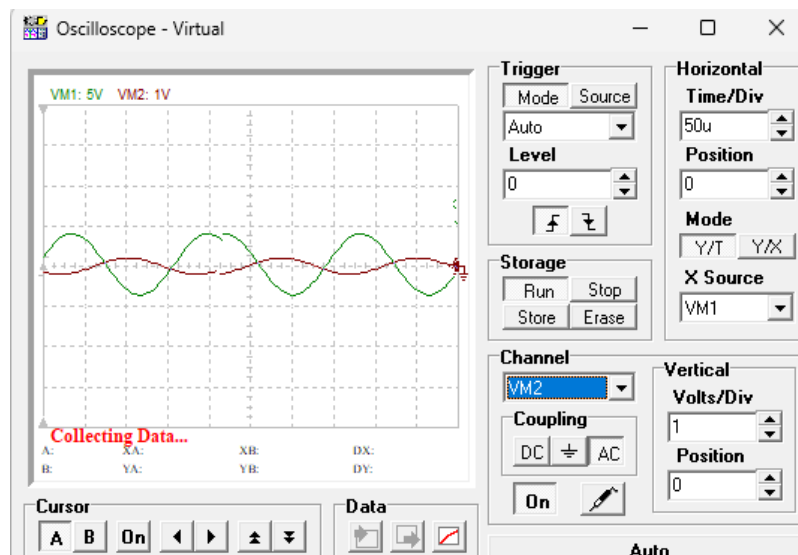 Oscilloscope - Virtual
VM1: 5V VM2: 1V
Collecting Data...
A: XA: XB: DX:
B: YA: YB: DY:
Cursor
A B On
Data
Trigger
Mode Source
Auto
Level
0
Storage
Run Stop
Store Erase
Horizontal
Time/Div
50u
Position
0
Mode
Y/T Y/X
X Source
VM1
Channel
VM2
Coupling
DC AC
On
Vertical
Volts/Div
1
Position
0
Auto